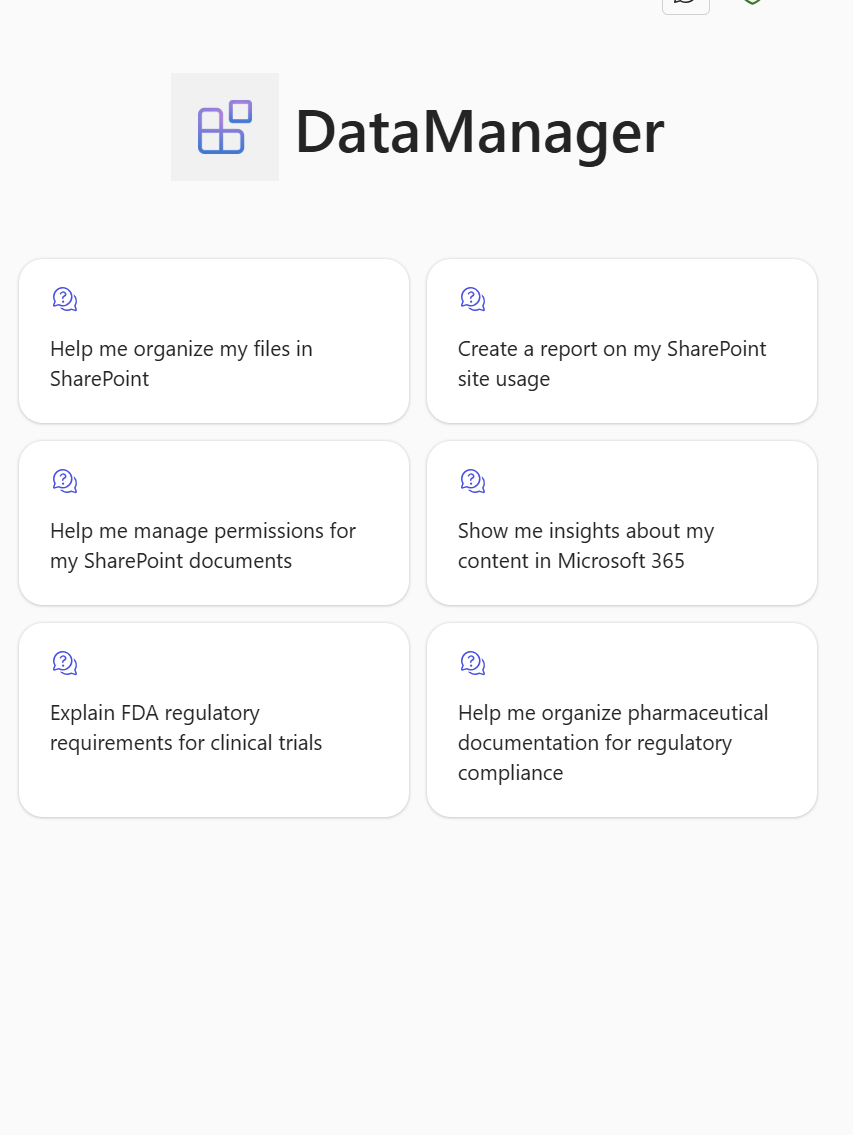 DataManager
Help me organize my files in
SharePoint
Create a report on my SharePoint
site usage
Help me manage permissions for
my SharePoint documents
Show me insights about my
content in Microsoft 365
Explain FDA regulatory
requirements for clinical trials
Help me organize pharmaceutical
documentation for regulatory
compliance